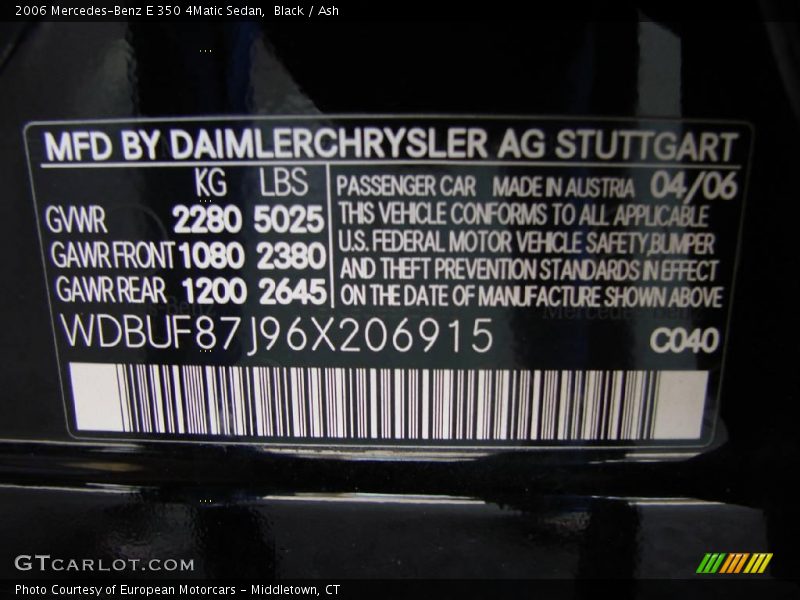 2006 Mercedes-Benz E 350 4Matic Sedan, Black / Ash
MFD BY DAIMLERCHRYSLER AG STUTTGART
KG LBS
GVWR 2280 5025
GAWR FRONT 1080 2380
GAWR REAR 1200 2645
PASSENGER CAR MADE IN AUSTRIA 04/06
THIS VEHICLE CONFORMS TO ALL APPLICABLE
U.S. FEDERAL MOTOR VEHICLE SAFETY,BUMPER
AND THEFT PREVENTION STANDARDS IN EFFECT
ON THE DATE OF MANUFACTURE SHOWN ABOVE
WDBUF87J96X206915 C040
GTCARLOT.COM
Photo Courtesy of European Motorcars - Middletown, CT